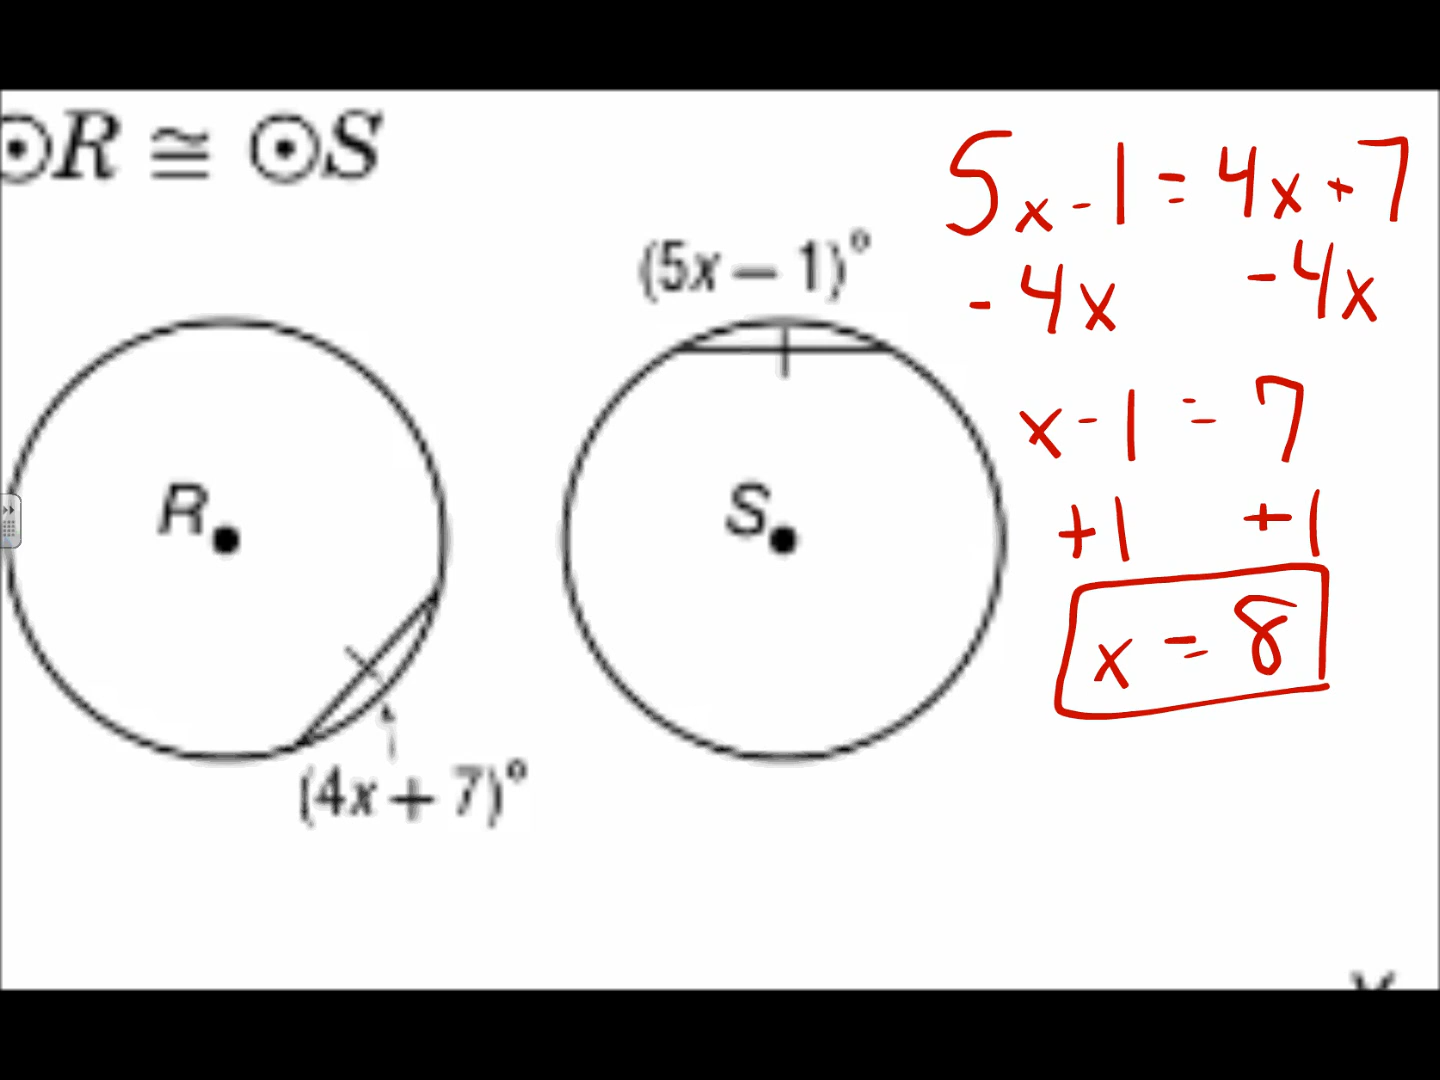 ⊙R ≅ ⊙S
5x - 1 = 4x + 7
(5x − 1)°
- 4x - 4x
x - 1 = 7
R
S
+1 +1
x = 8
(4x + 7)°